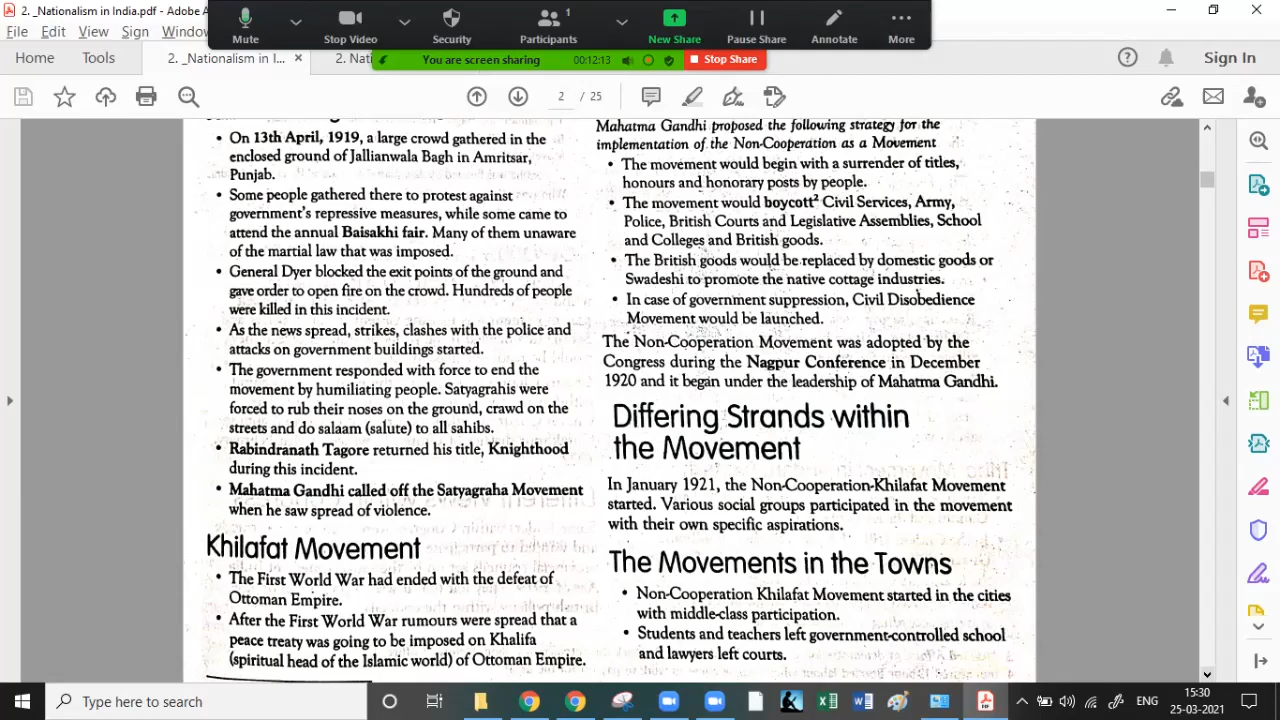 2. _Nationalism in India.pdf - Adobe A
File Edit View Sign Window
Mute
Stop Video
Security
1
Participants
New Share
Pause Share
Annotate
More
You are screen sharing
00:12:13
Stop Share
Home
Tools
2. _Nationalism in I...
2. Nati
Sign In
2 / 25
On 13th April, 1919, a large crowd gathered in the
enclosed ground of Jallianwala Bagh in Amritsar,
Punjab.
• Some people gathered there to protest against
government's repressive measures, while some came to
attend the annual Baisakhi fair. Many of them unaware
of the martial law that was imposed.
• General Dyer blocked the exit points of the ground and
gave order to open fire on the crowd. Hundreds of people
were killed in this incident.
• As the news spread, strikes, clashes with the police and
attacks on government buildings started.
• The government responded with force to end the
movement by humiliating people. Satyagrahis were
forced to rub their noses on the ground, crawd on the
streets and do salaam (salute) to all sahibs.
• Rabindranath Tagore returned his title, Knighthood
during this incident.
• Mahatma Gandhi called off the Satyagraha Movement
when he saw spread of violence.
Khilafat Movement
• The First World War had ended with the defeat of
Ottoman Empire.
• After the First World War rumours were spread that a
peace treaty was going to be imposed on Khalifa
(spiritual head of the Islamic world) of Ottoman Empire.
Mahatma Gandhi proposed the following strategy for the
implementation of the Non-Cooperation as a Movement
• The movement would begin with a surrender of titles,
honours and honorary posts by people.
• The movement would boycott² Civil Services, Army,
Police, British Courts and Legislative Assemblies, School
and Colleges and British goods.
• The British goods would be replaced by domestic goods or
Swadeshi to promote the native cottage industries.
• In case of government suppression, Civil Disobedience
Movement would be launched.
The Non-Cooperation Movement was adopted by the
Congress during the Nagpur Conference in December
1920 and it began under the leadership of Mahatma Gandhi.
Differing Strands within
the Movement
In January 1921, the Non-Cooperation-Khilafat Movement
started. Various social groups participated in the movement
with their own specific aspirations.
The Movements in the Towns
• Non-Cooperation Khilafat Movement started in the cities
with middle-class participation.
• Students and teachers left government-controlled school
and lawyers left courts.
Type here to search
ENG
15:30
25-03-2021